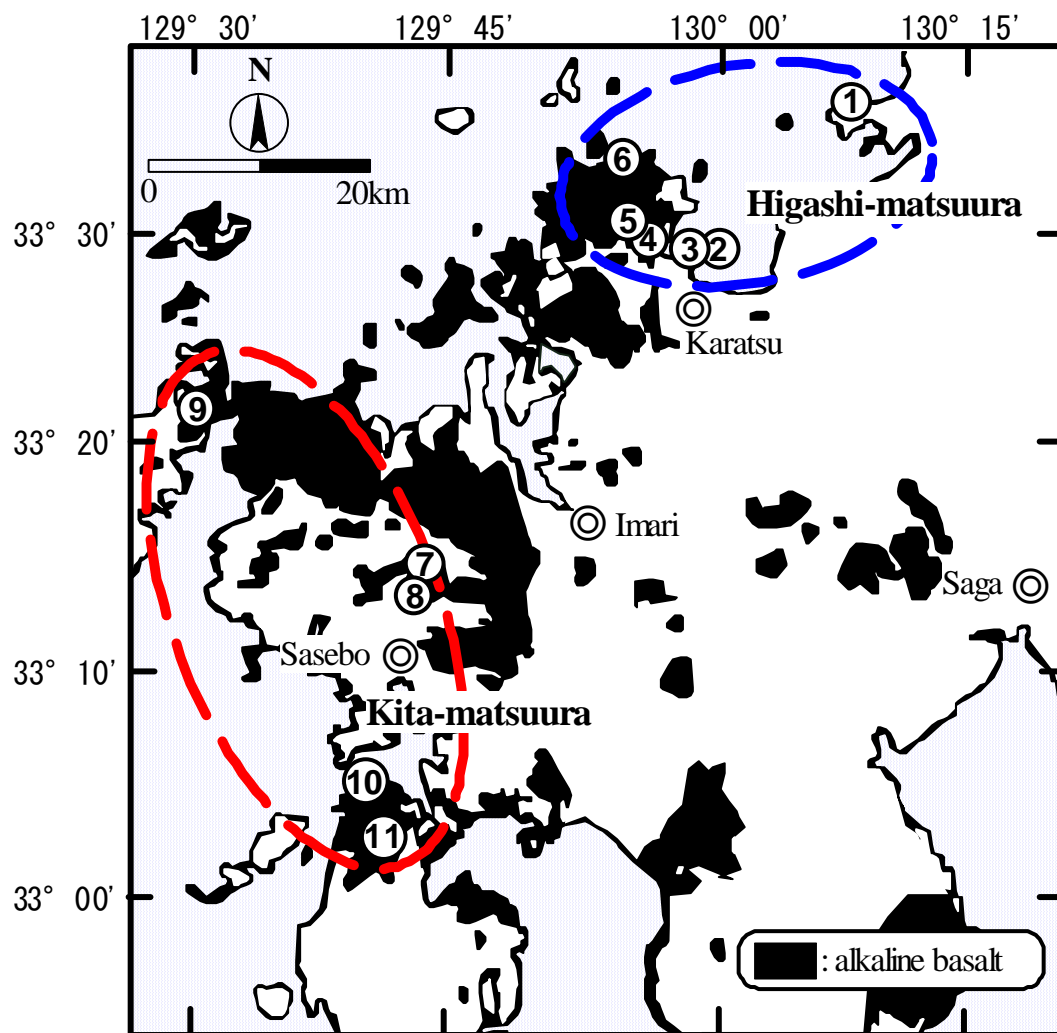 129° 30' 129° 45' 130° 00' 130° 15'
N
0 20km
1
6
Higashi-matsuura
5
4 3 2
33° 30'
Karatsu
9
33° 20'
Imari
7
8
Saga
Sasebo
33° 10'
Kita-matsuura
10
11
33° 00'
: alkaline basalt